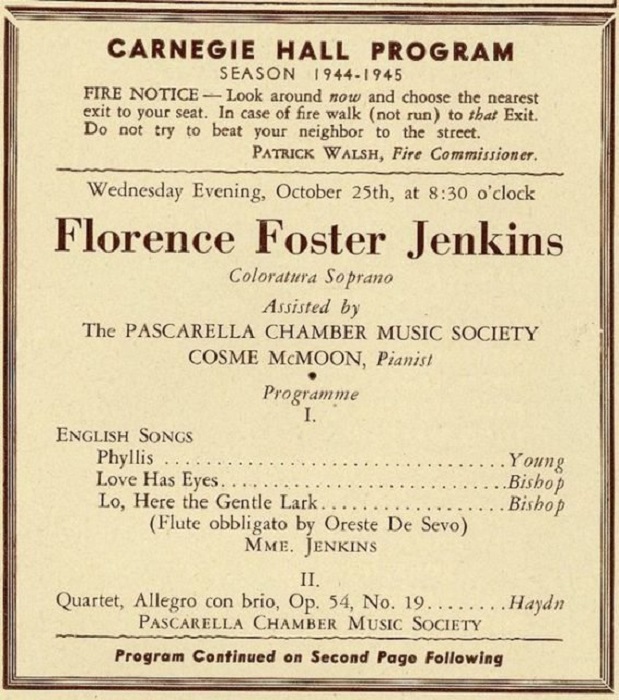 CARNEGIE HALL PROGRAM
SEASON 1944-1945
FIRE NOTICE — Look around now and choose the nearest
exit to your seat. In case of fire walk (not run) to that Exit.
Do not try to beat your neighbor to the street.
PATRICK WALSH, Fire Commissioner.
Wednesday Evening, October 25th, at 8:30 o'clock
Florence Foster Jenkins
Coloratura Soprano
Assisted by
The PASCARELLA CHAMBER MUSIC SOCIETY
COSME McMOON, Pianist
Programme
I.
ENGLISH SONGS
Phyllis ................................Young
Love Has Eyes..........................Bishop
Lo, Here the Gentle Lark.................Bishop
(Flute obbligato by Oreste De Sevo)
MME. JENKINS
II.
Quartet, Allegro con brio, Op. 54, No. 19........Haydn
PASCARELLA CHAMBER MUSIC SOCIETY
Program Continued on Second Page Following